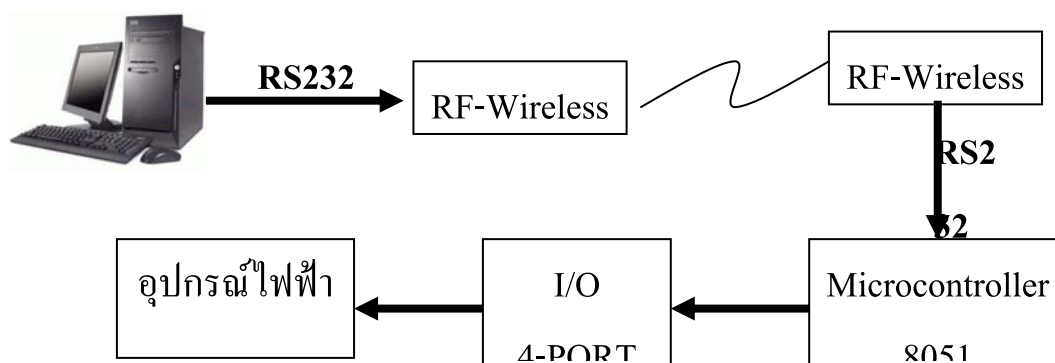 RS232
RF-Wireless
RF-Wireless
RS2
32
อุปกรณ์ไฟฟ้า
I/O
4-PORT
Microcontroller
8051